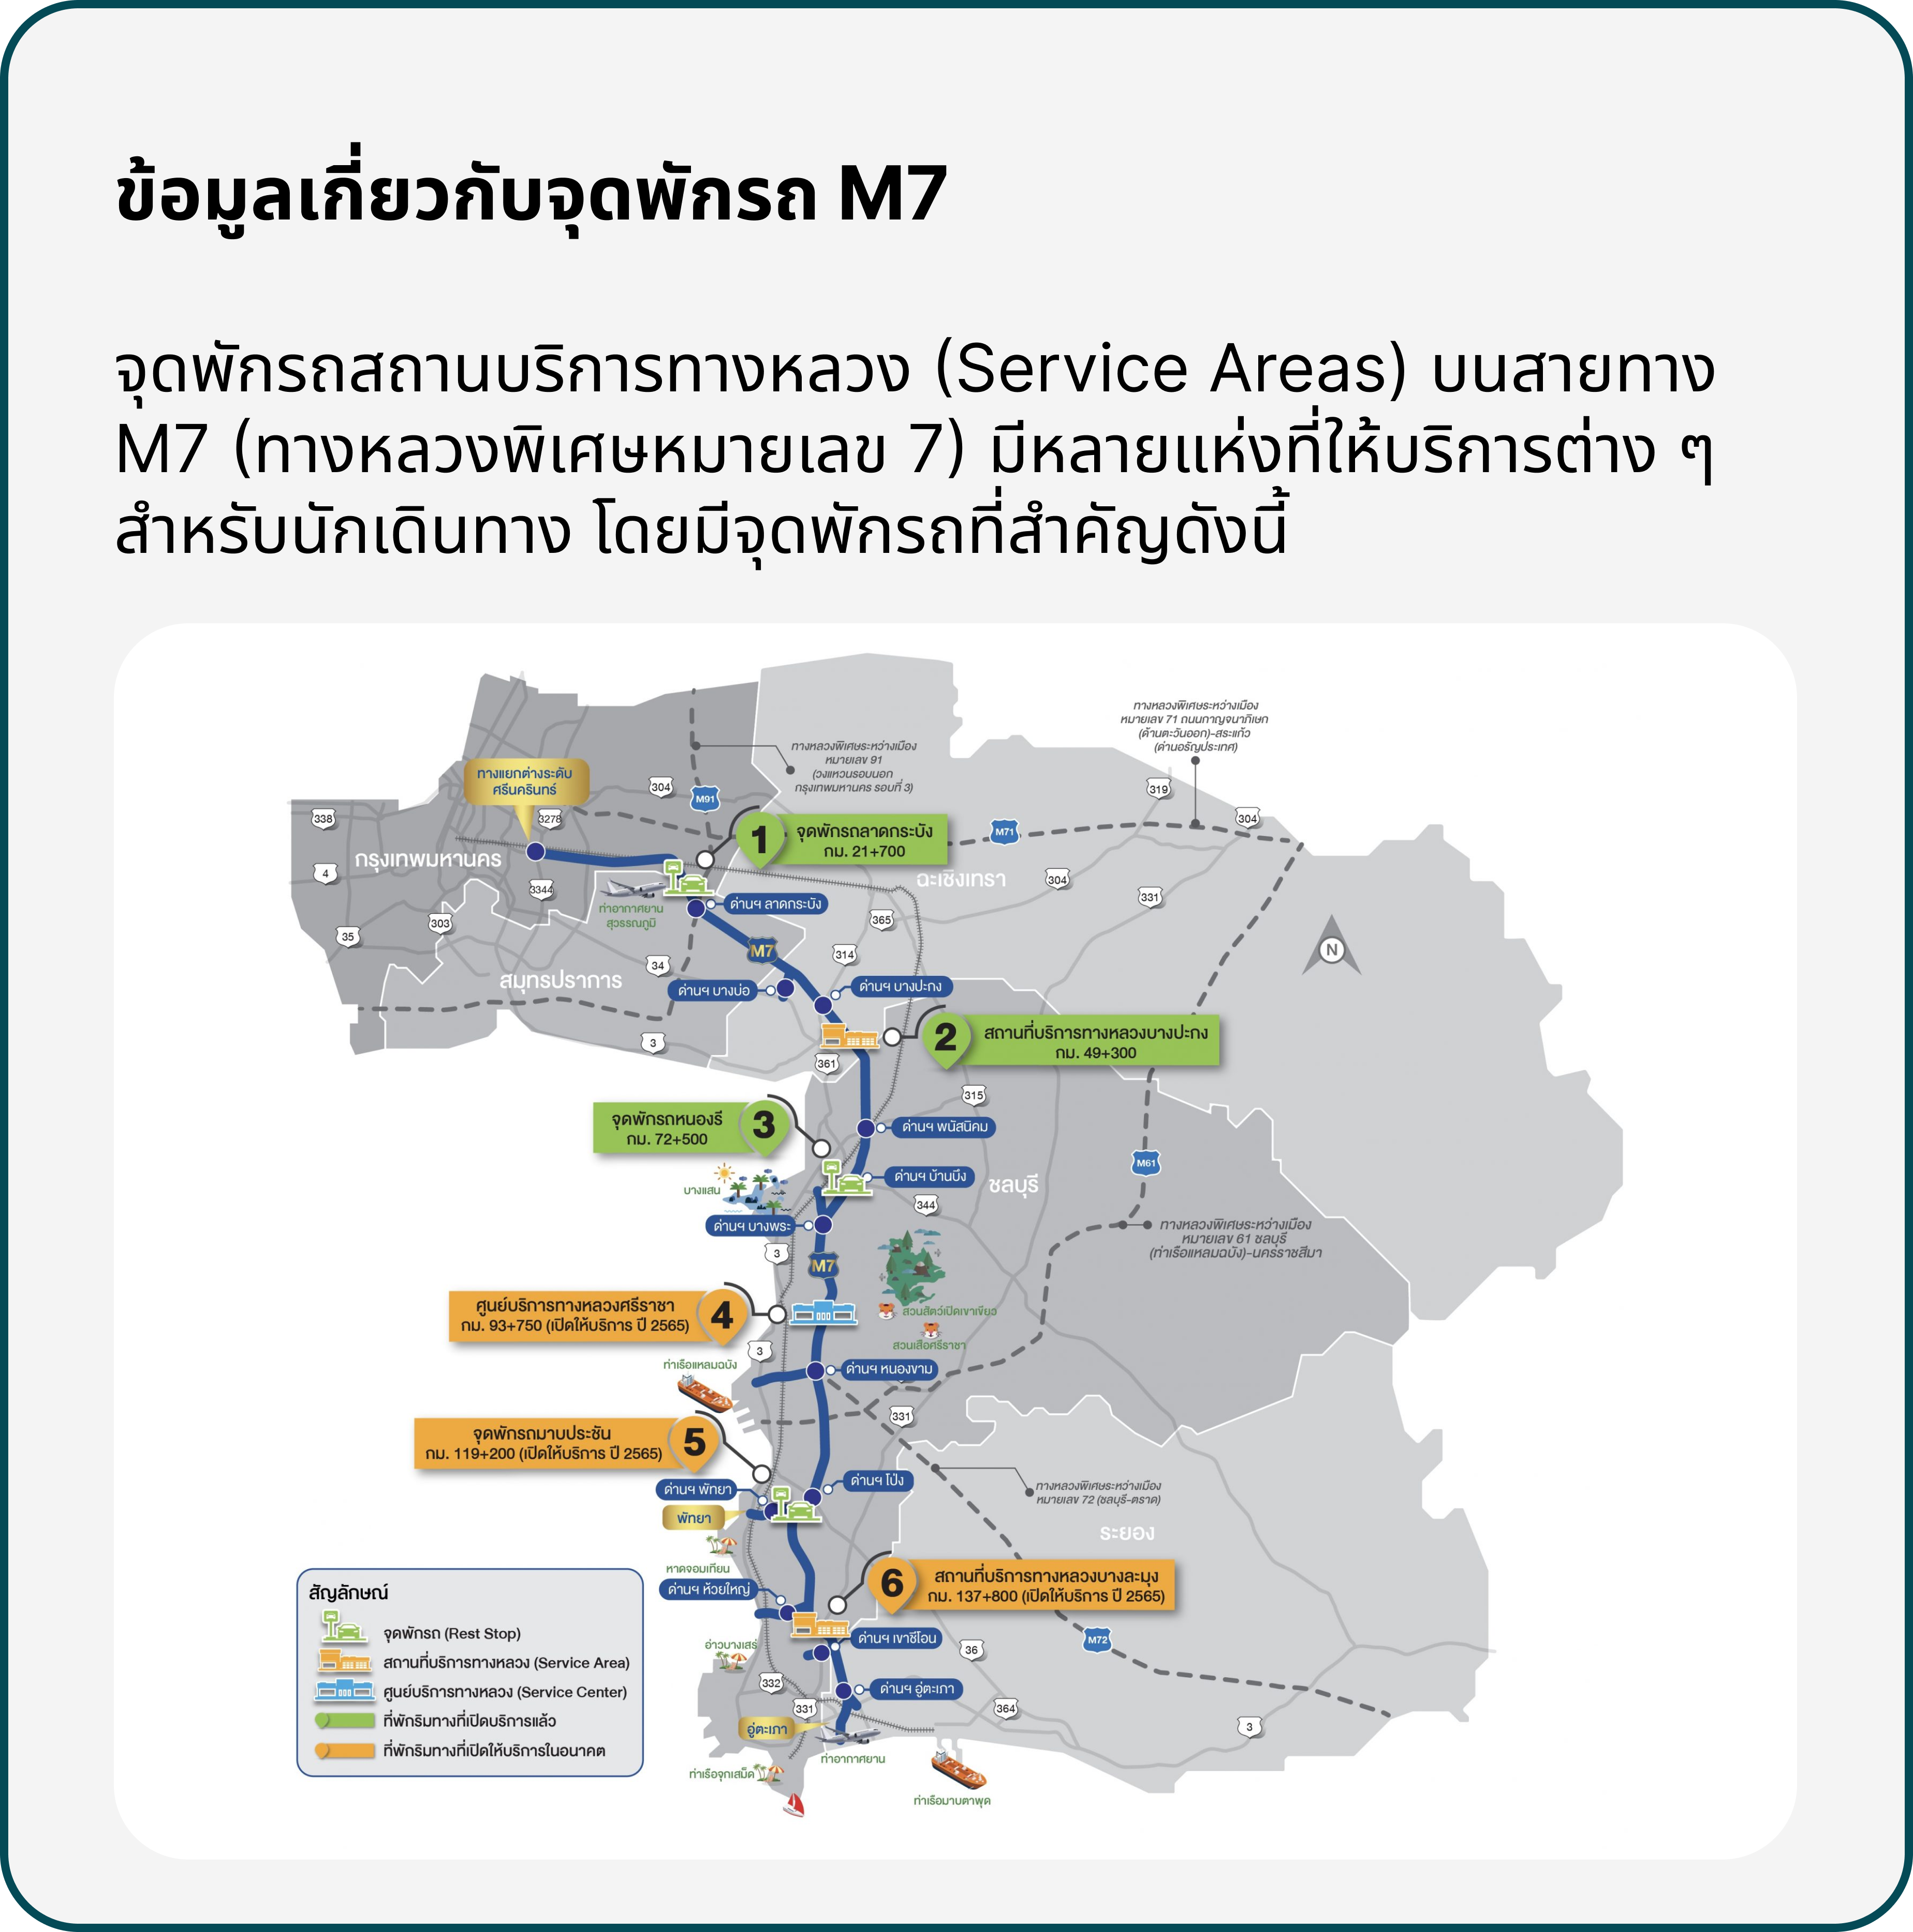 ข้อมูลเกี่ยวกับจุดพักรถ M7
จุดพักรถสถานบริการทางหลวง (Service Areas) บนสายทาง
M7 (ทางหลวงพิเศษหมายเลข 7) มีหลายแห่งที่ให้บริการต่าง ๆ
สำหรับนักเดินทาง โดยมีจุดพักรถที่สำคัญดังนี้
ทางหลวงพิเศษระหว่างเมือง
หมายเลข 71 ถนนกาญจนาภิเษก
(ด้านตะวันออก)-สระแก้ว
(ด่านอรัญประเทศ)
ทางหลวงพิเศษระหว่างเมือง
หมายเลข 91
(วงแหวนรอบนอก
กรุงเทพมหานคร รอบที่ 3)
ทางแยกต่างระดับ
ศรีนครินทร์
304
M91
319
304
338
3278
1
จุดพักรถลาดกระบัง
กม. 21+700
M71
กรุงเทพมหานคร
4
3344
ฉะเชิงเทรา
304
331
ท่าอากาศยาน
สุวรรณภูมิ
ด่านฯ ลาดกระบัง
303
35
365
M7
314
N
34
สมุทรปราการ
ด่านฯ บางบ่อ
ด่านฯ บางปะกง
3
2
สถานที่บริการทางหลวงบางปะกง
กม. 49+300
361
315
จุดพักรถหนองรี
กม. 72+500
3
ด่านฯ พนัสนิคม
M61
บางแสน
ด่านฯ บ้านบึง
ชลบุรี
344
ด่านฯ บางพระ
3
ทางหลวงพิเศษระหว่างเมือง
หมายเลข 61 ชลบุรี
(ท่าเรือแหลมฉบัง)-นครราชสีมา
M7
ศูนย์บริการทางหลวงศรีราชา
กม. 93+750 (เปิดให้บริการ ปี 2565)
4
สวนสัตว์เปิดเขาเขียว
สวนเสือศรีราชา
3
ท่าเรือแหลมฉบัง
ด่านฯ หนองขาม
331
จุดพักรถมาบประชัน
กม. 119+200 (เปิดให้บริการ ปี 2565)
5
ด่านฯ พัทยา
ด่านฯ โป่ง
พัทยา
ทางหลวงพิเศษระหว่างเมือง
หมายเลข 72 (ชลบุรี-ตราด)
ระยอง
หาดจอมเทียน
ด่านฯ ห้วยใหญ่
6
สถานที่บริการทางหลวงบางละมุง
กม. 137+800 (เปิดให้บริการ ปี 2565)
ด่านฯ เขาชีโอน
อ่าวบางเสร่
36
M72
332
ด่านฯ อู่ตะเภา
331
364
3
อู่ตะเภา
ท่าอากาศยาน
ท่าเรือจุกเสม็ด
ท่าเรือมาบตาพุด
สัญลักษณ์
จุดพักรถ (Rest Stop)
สถานที่บริการทางหลวง (Service Area)
ศูนย์บริการทางหลวง (Service Center)
ที่พักริมทางที่เปิดบริการแล้ว
ที่พักริมทางที่เปิดให้บริการในอนาคต